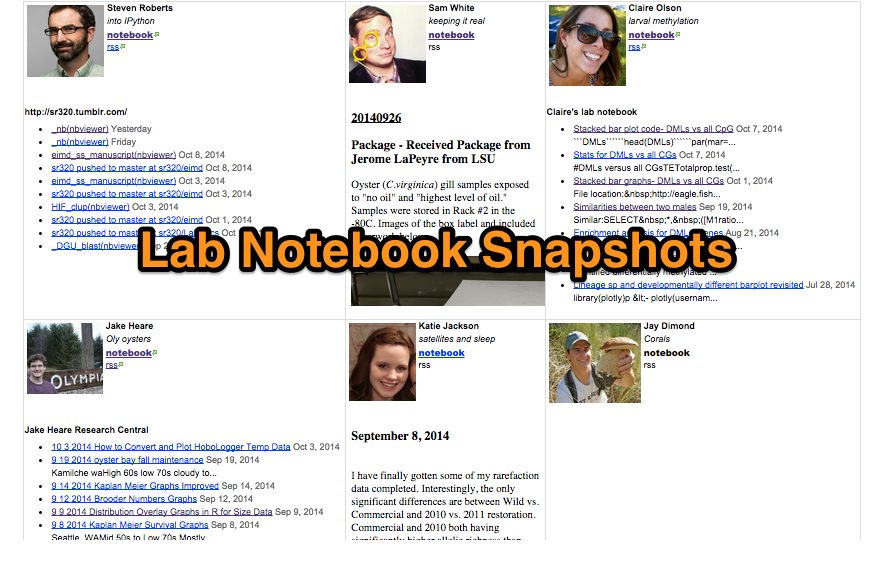 Steven Roberts
into IPython
notebook
rss
http://sr320.tumblr.com/
_nb(nbviewer) Yesterday
_nb(nbviewer) Friday
eimd_ss_manuscript(nbviewer) Oct 8, 2014
sr320 pushed to master at sr320/eimd Oct 8, 2014
eimd_ss_manuscript(nbviewer) Oct 3, 2014
sr320 pushed to master at sr320/eimd Oct 3, 2014
HIF_clup(nbviewer) Oct 3, 2014
sr320 pushed to master at sr320/eimd Oct 1, 2014
sr320 pushed to master at
_DGU_blast(nbviewer)
Sam White
keeping it real
notebook
rss
20140926
Package - Received Package from
Jerome LaPeyre from LSU
Oyster (C.virginica) gill samples exposed
to "no oil" and "highest level of oil."
Samples were stored in Rack #2 in the
-80C. Images of the box label and included
Claire Olson
larval methylation
notebook
rss
Claire's lab notebook
Stacked bar plot code- DMLs vs all CpG Oct 7, 2014
```DMLs``````head(DMLs)``````par(mar=...
Stats for DMLs vs all CGs Oct 7, 2014
#DMLs versus all CGsTETotalprop.test(...
Stacked bar graphs- DMLs vs all CGs Oct 1, 2014
File location:&nbsp;http://eagle.fish...
Similarities between two males Sep 19, 2014
Similar:SELECT&nbsp;*,&nbsp;([M1ratio...
Enrichment analysis for DML genes Aug 21, 2014
differentially methylated ...
Lineage sp and developmentally different barplot revisited Jul 28, 2014
library(plotly)p &lt;- plotly(usernam...
Lab Notebook Snapshots
Jake Heare
Oly oysters
notebook
rss
OLYMPI
Jake Heare Research Central
10 3 2014 How to Convert and Plot HoboLogger Temp Data Oct 3, 2014
9 19 2014 oyster bay fall maintenance Sep 19, 2014
Kamilche waHigh 60s low 70s cloudy to...
9 14 2014 Kaplan Meier Graphs Improved Sep 14, 2014
9 12 2014 Brooder Numbers Graphs Sep 12, 2014
9 9 2014 Distribution Overlay Graphs in R for Size Data Sep 9, 2014
9 8 2014 Kaplan Meier Survival Graphs Sep 8, 2014
Seattle, WAMid 50s to Low 70s Mostly
Katie Jackson
satellites and sleep
notebook
rss
September 8, 2014
I have finally gotten some of my rarefaction
data completed. Interestingly, the only
significant differences are between Wild vs.
Commercial and 2010 vs. 2011 restoration.
Commercial and 2010 both having
significantly higher allelic richness than
Jay Dimond
Corals
notebook
rss